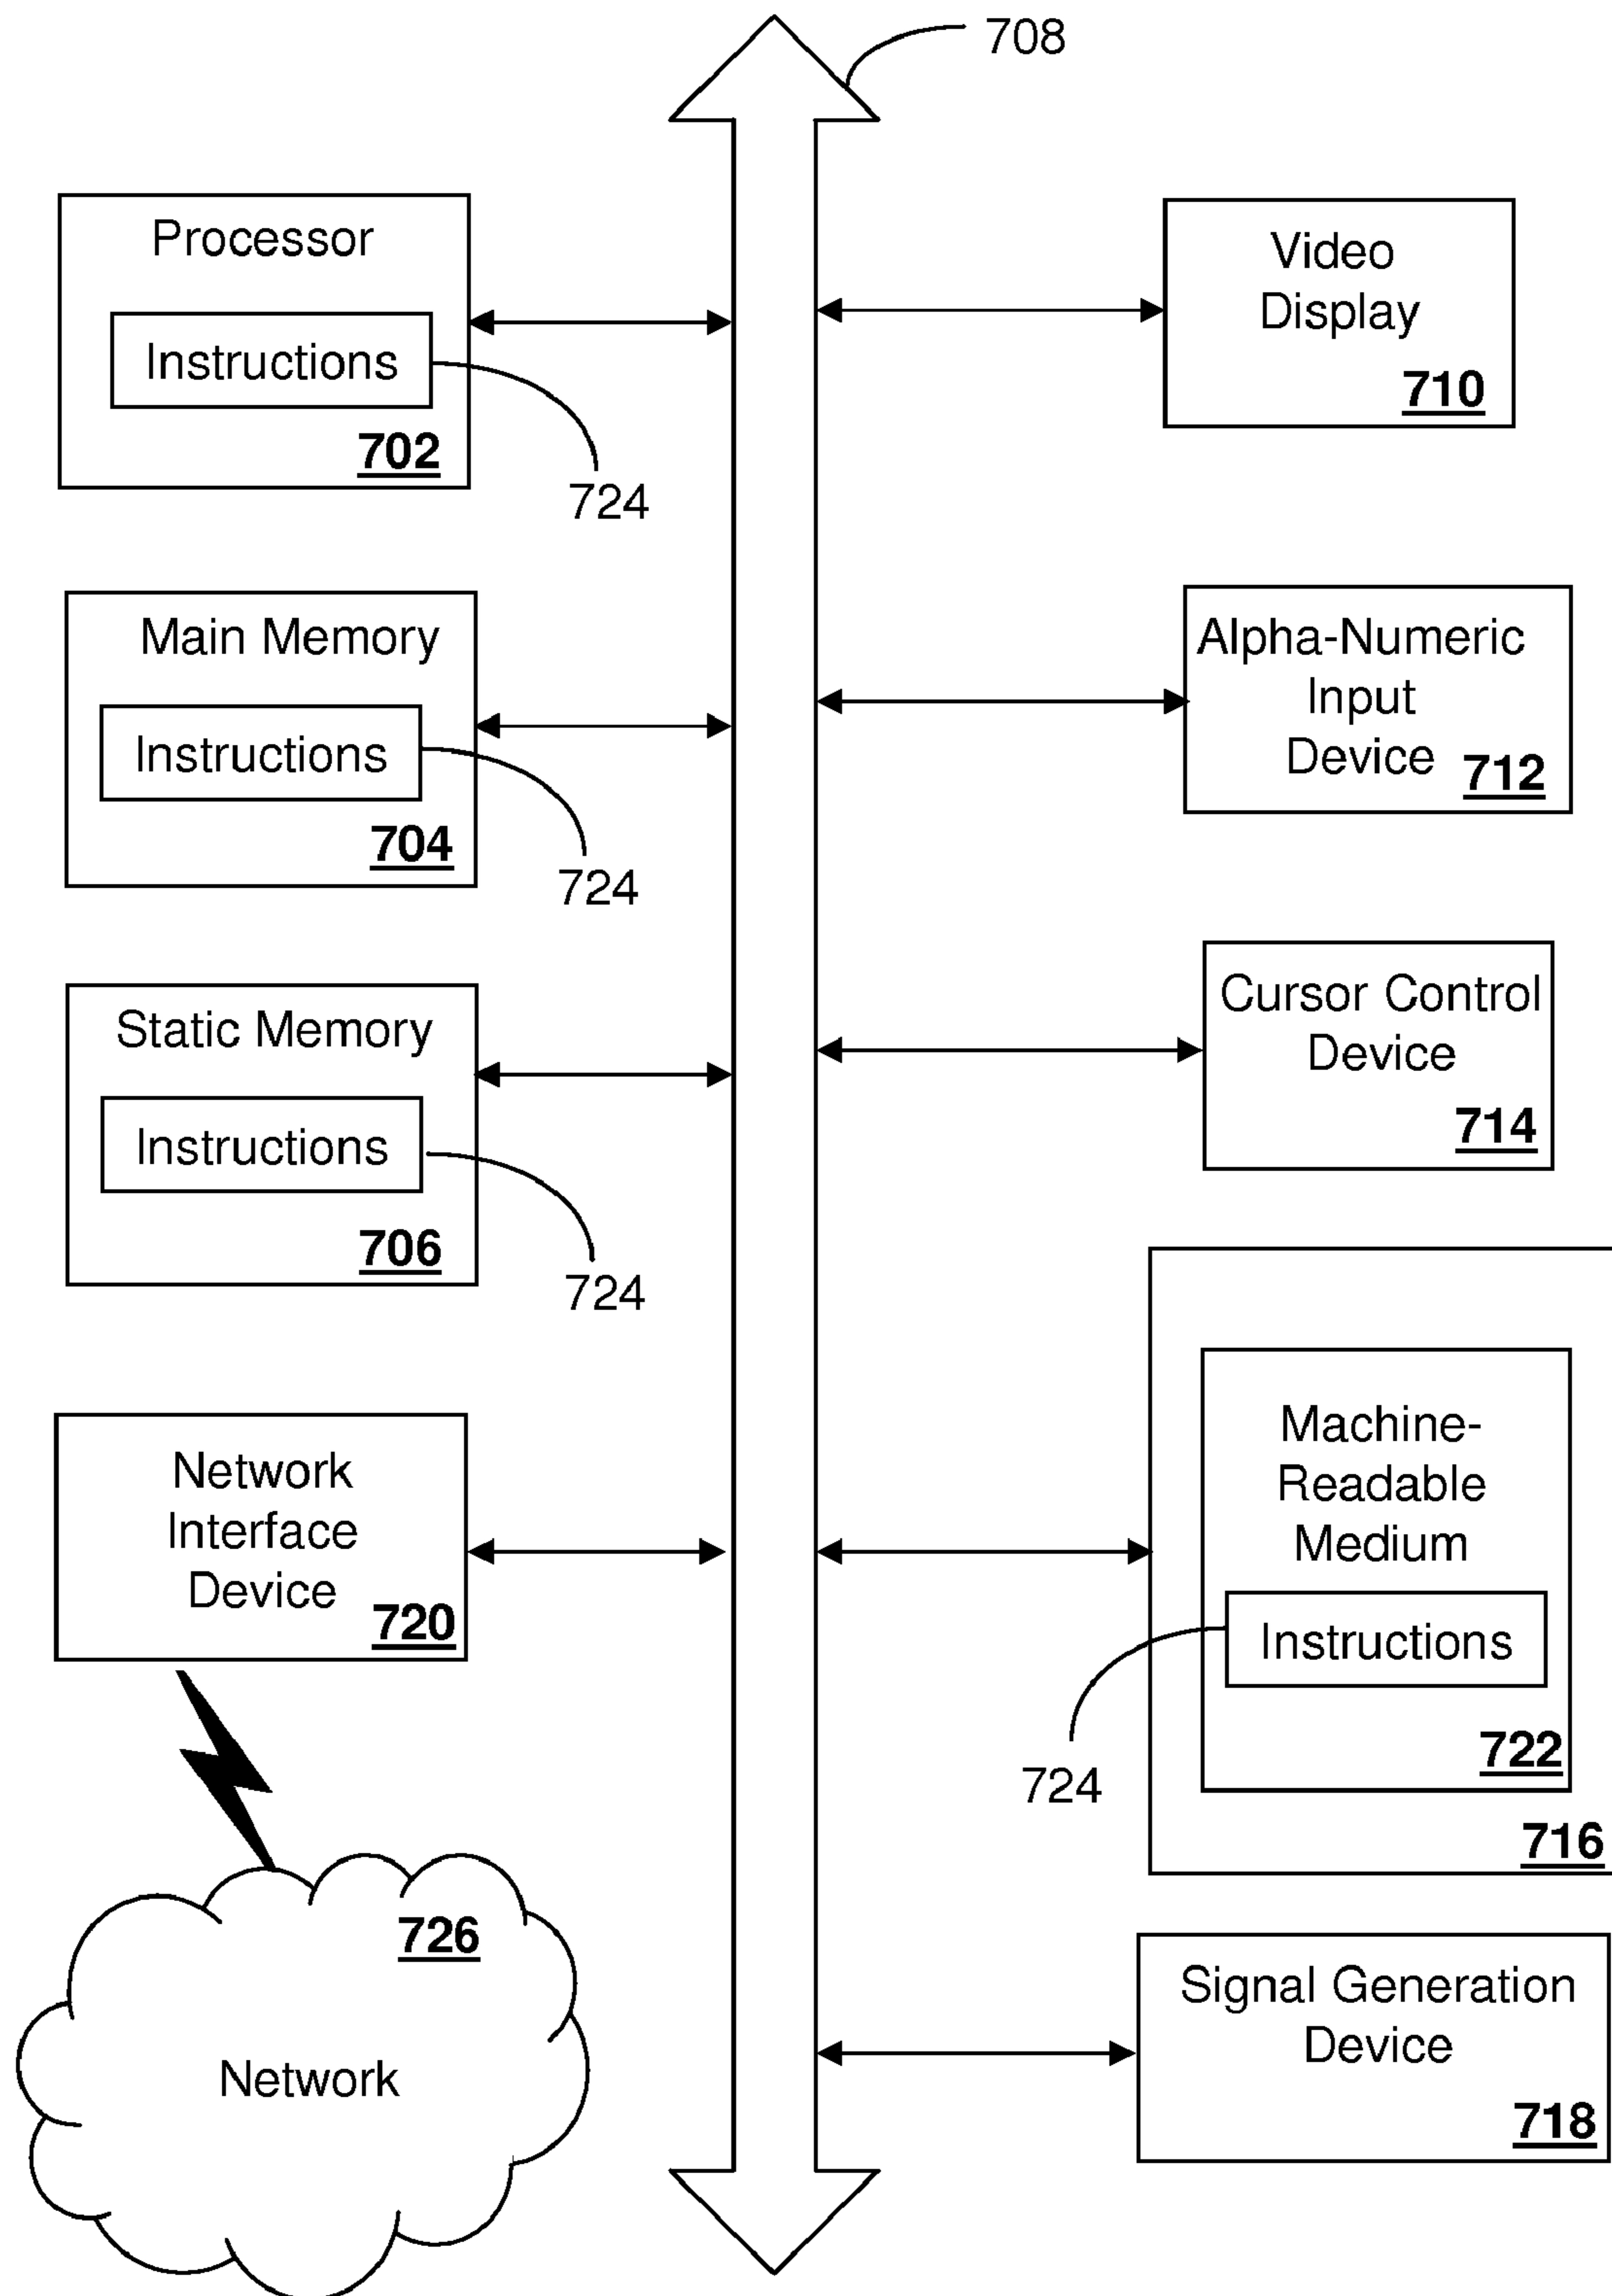 708
Processor
Instructions
702
724
Main Memory
Instructions
704
724
Static Memory
Instructions
706
724
Network
Interface
Device
720
726
Network
Video
Display
710
Alpha-Numeric
Input
Device
712
Cursor Control
Device
714
Machine-
Readable
Medium
Instructions
724
722
716
Signal Generation
Device
718